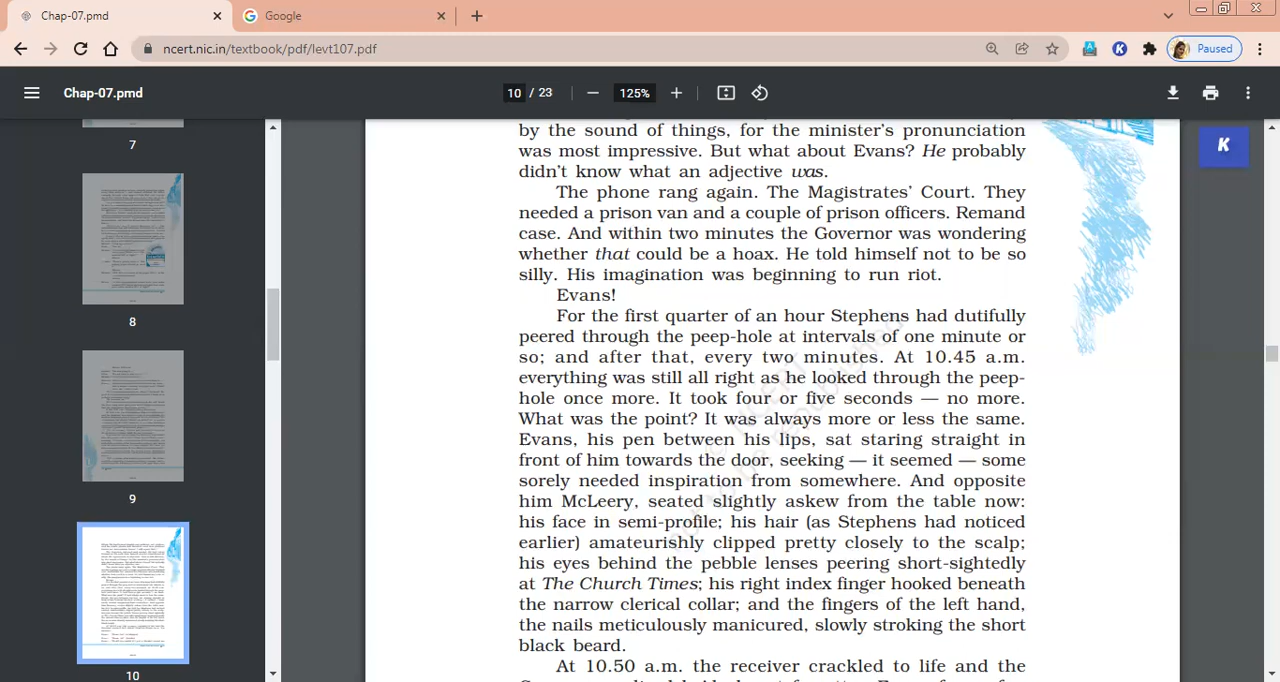 Chap-07.pmd
Google
ncert.nic.in/textbook/pdf/levt107.pdf
Paused
Chap-07.pmd
10 / 23
125%
7
8
9
10
K
by the sound of things, for the minister's pronunciation
was most impressive. But what about Evans? He probably
didn't know what an adjective was.
The phone rang again. The Magistrates' Court. They
needed a prison van and a couple of prison officers. Remand
case. And within two minutes the Governor was wondering
whether that could be a hoax. He told himself not to be so
silly. His imagination was beginning to run riot.
Evans!
For the first quarter of an hour Stephens had dutifully
peered through the peep-hole at intervals of one minute or
so; and after that, every two minutes. At 10.45 a.m.
everything was still all right as he looked through the peep-
hole once more. It took four or five seconds — no more.
What was the point? It was always more or less the same.
Evans, his pen between his lips, sat staring straight in
front of him towards the door, seeking — it seemed — some
sorely needed inspiration from somewhere. And opposite
him McLeery, seated slightly askew from the table now:
his face in semi-profile; his hair (as Stephens had noticed
earlier) amateurishly clipped pretty closely to the scalp;
his eyes behind the pebble lenses peering short-sightedly
at The Church Times; his right index finger hooked beneath
the narrow clerical collar; and the fingers of the left hand,
the nails meticulously manicured, slowly stroking the short
black beard.
At 10.50 a.m. the receiver crackled to life and the